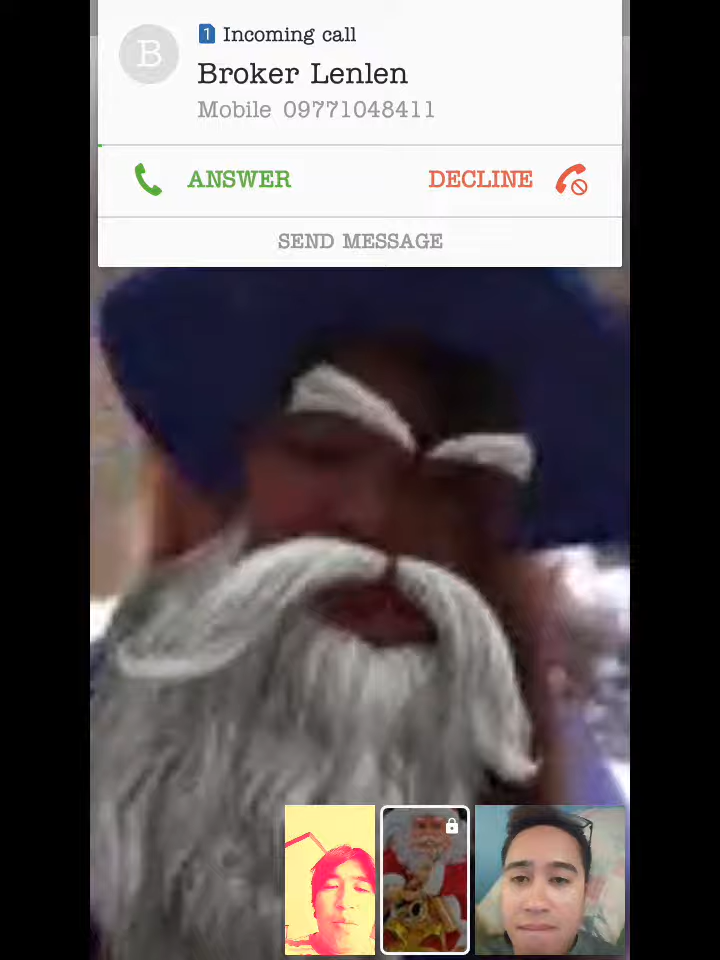 1 Incoming call
B
Broker Lenlen
Mobile 09771048411
ANSWER
DECLINE
SEND MESSAGE